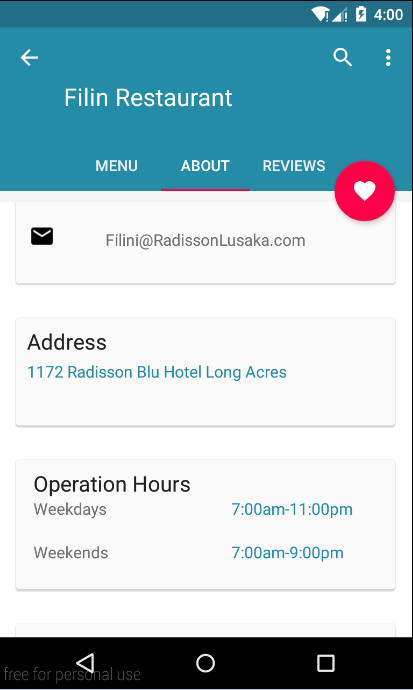 4:00
Filin Restaurant
MENU ABOUT REVIEWS
Filini@RadissonLusaka.com
Address
1172 Radisson Blu Hotel Long Acres
Operation Hours
Weekdays 7:00am-11:00pm
Weekends 7:00am-9:00pm
free for personal use